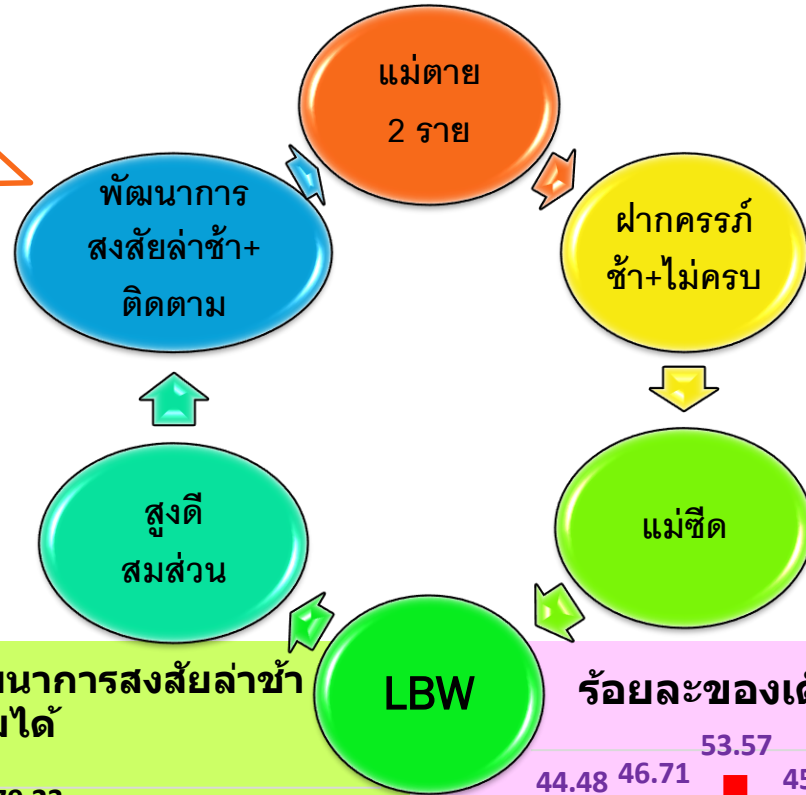 แม่ตาย
2 ราย
พัฒนาการ
สงสัยล่าช้า+
ติดตาม
ฝากครรภ์
ช้า+ไม่ครบ
แม่ซีด
สูงดี
สมส่วน
LBW
นาการสงสัยล่าช้า
ได้
ร้อยละของ
53.57
44.48 46.71